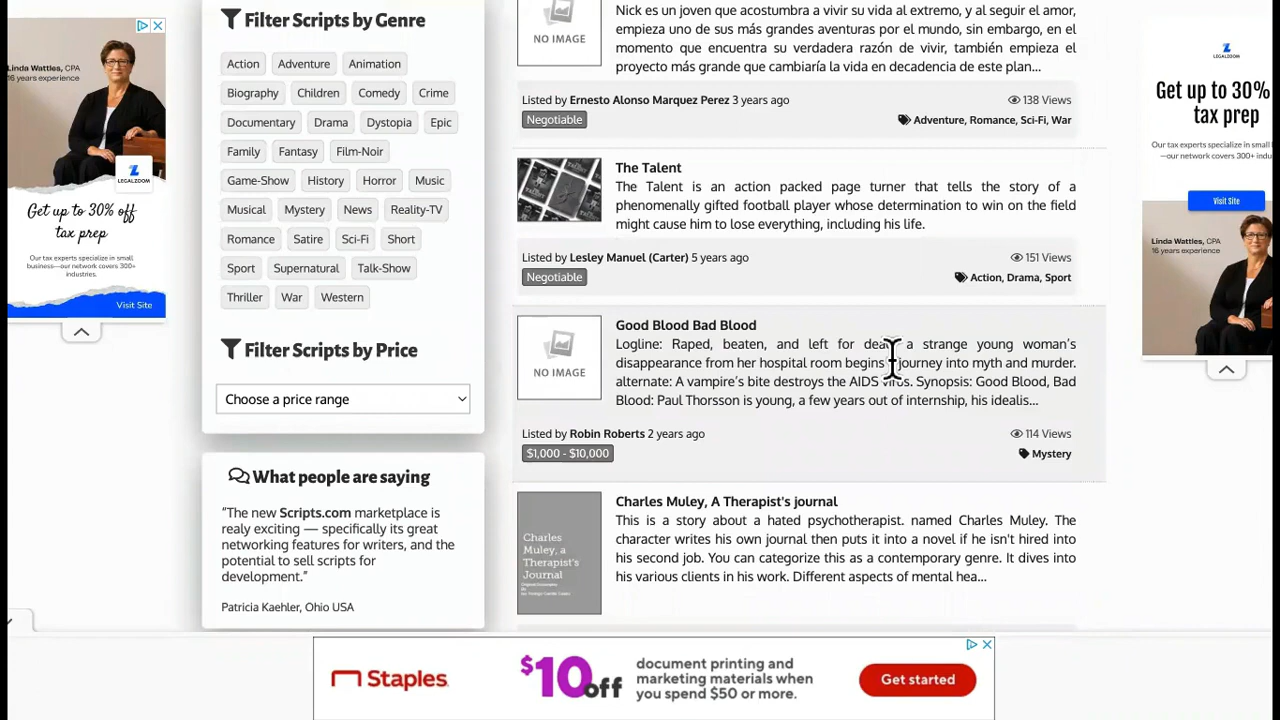 Linda Wattles, CPA
16 years experience
LEGALZOOM
Get up to 30% off
tax prep
Our tax experts specialize in small
business—our network covers 300+
industries.
Visit Site
Filter Scripts by Genre
Action
Adventure
Animation
Biography
Children
Comedy
Crime
Documentary
Drama
Dystopia
Epic
Family
Fantasy
Film-Noir
Game-Show
History
Horror
Music
Musical
Mystery
News
Reality-TV
Romance
Satire
Sci-Fi
Short
Sport
Supernatural
Talk-Show
Thriller
War
Western
Filter Scripts by Price
Choose a price range
What people are saying
“The new Scripts.com marketplace is
realy exciting — specifically its great
networking features for writers, and the
potential to sell scripts for
development.”
Patricia Kaehler, Ohio USA
NO IMAGE
Nick es un joven que acostumbra a vivir su vida al extremo, y al seguir el amor,
empieza uno de sus más grandes aventuras por el mundo, sin embargo, en el
momento que encuentra su verdadera razón de vivir, también empieza el
proyecto más grande que cambiaría la vida en decadencia de este plan...
Listed by Ernesto Alonso Marquez Perez 3 years ago
138 Views
Negotiable
Adventure, Romance, Sci-Fi, War
The Talent
The Talent is an action packed page turner that tells the story of a
phenomenally gifted football player whose determination to win on the field
might cause him to lose everything, including his life.
Listed by Lesley Manuel (Carter) 5 years ago
151 Views
Negotiable
Action, Drama, Sport
NO IMAGE
Good Blood Bad Blood
Logline: Raped, beaten, and left for dead a strange young woman’s
disappearance from her hospital room begins journey into myth and murder.
alternate: A vampire’s bite destroys the AIDS virus. Synopsis: Good Blood, Bad
Blood: Paul Thorsson is young, a few years out of internship, his idealis...
Listed by Robin Roberts 2 years ago
114 Views
$1,000 - $10,000
Mystery
Charles
Muley, a
Therapist's
Journal
Charles Muley, A Therapist's journal
This is a story about a hated psychotherapist. named Charles Muley. The
character writes his own journal then puts it into a novel if he isn't hired into
his second job. You can categorize this as a contemporary genre. It dives into
his various clients in his work. Different aspects of mental hea...
LEGALZOOM
Get up to 30%
tax prep
Our tax experts specialize in small
—our network covers 300+
Visit Site
Linda Wattles, CPA
16 years experience
Staples
$10 off
document printing and
marketing materials when
you spend $50 or more.
Get started